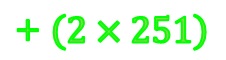 + (2 × 251)